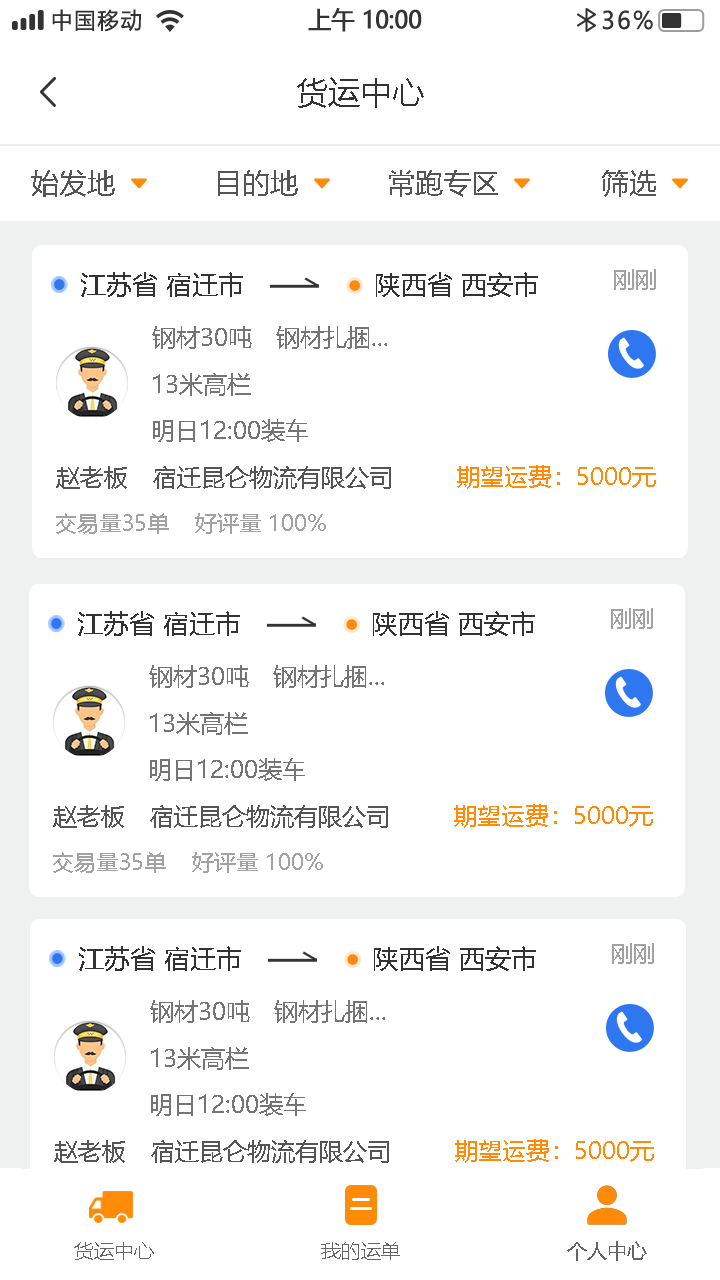 中国移动 上午 10:00 36%
货运中心
始发地 目的地 常跑专区 筛选
江苏省 宿迁市 陕西省 西安市 刚刚
钢材30吨 钢材扎捆...
13米高栏
明日12:00装车
赵老板 宿迁昆仑物流有限公司 期望运费：5000元
交易量35单 好评量 100%
江苏省 宿迁市 陕西省 西安市 刚刚
钢材30吨 钢材扎捆...
13米高栏
明日12:00装车
赵老板 宿迁昆仑物流有限公司 期望运费：5000元
交易量35单 好评量 100%
江苏省 宿迁市 陕西省 西安市 刚刚
钢材30吨 钢材扎捆...
13米高栏
明日12:00装车
赵老板 宿迁昆仑物流有限公司 期望运费：5000元
货运中心 我的运单 个人中心